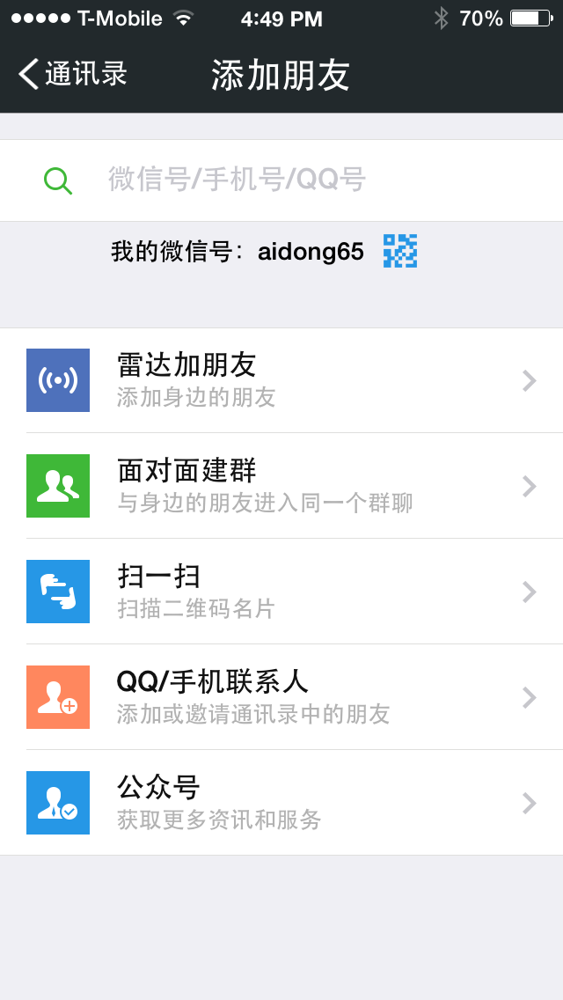 T-Mobile 4:49 PM 70%
通讯录 添加朋友
微信号/手机号/QQ号
我的微信号：aidong65
雷达加朋友
添加身边的朋友
面对面建群
与身边的朋友进入同一个群聊
扫一扫
扫描二维码名片
QQ/手机联系人
添加或邀请通讯录中的朋友
公众号
获取更多资讯和服务